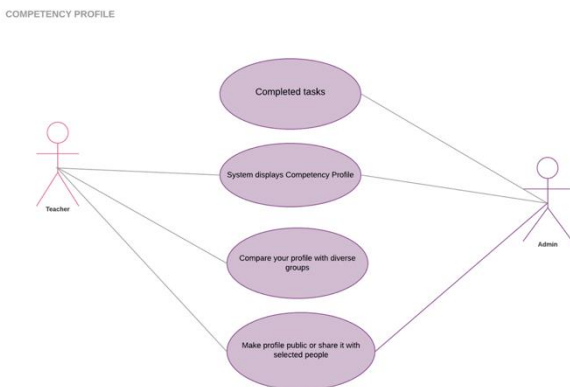 COMPETENCY PROFILE
Completed tasks
System displays Competency Profile
Teacher
Admin
Compare your profile with diverse
groups
Make profile public or share it with
selected people